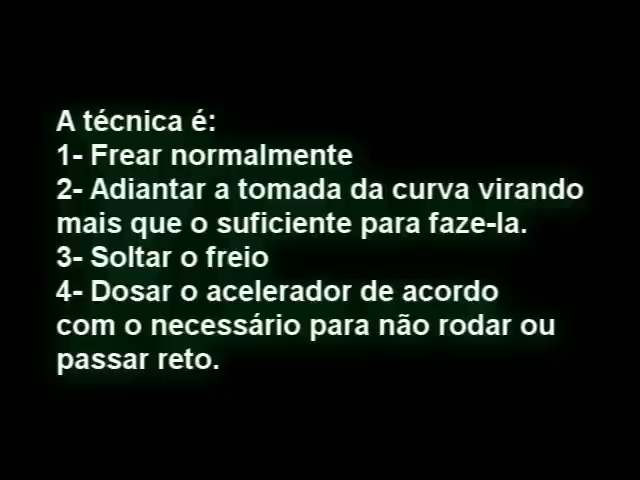 A técnica é:
1- Frear normalmente
2- Adiantar a tomada da curva virando
mais que o suficiente para faze-la.
3- Soltar o freio
4- Dosar o acelerador de acordo
com o necessário para não rodar ou
passar reto.